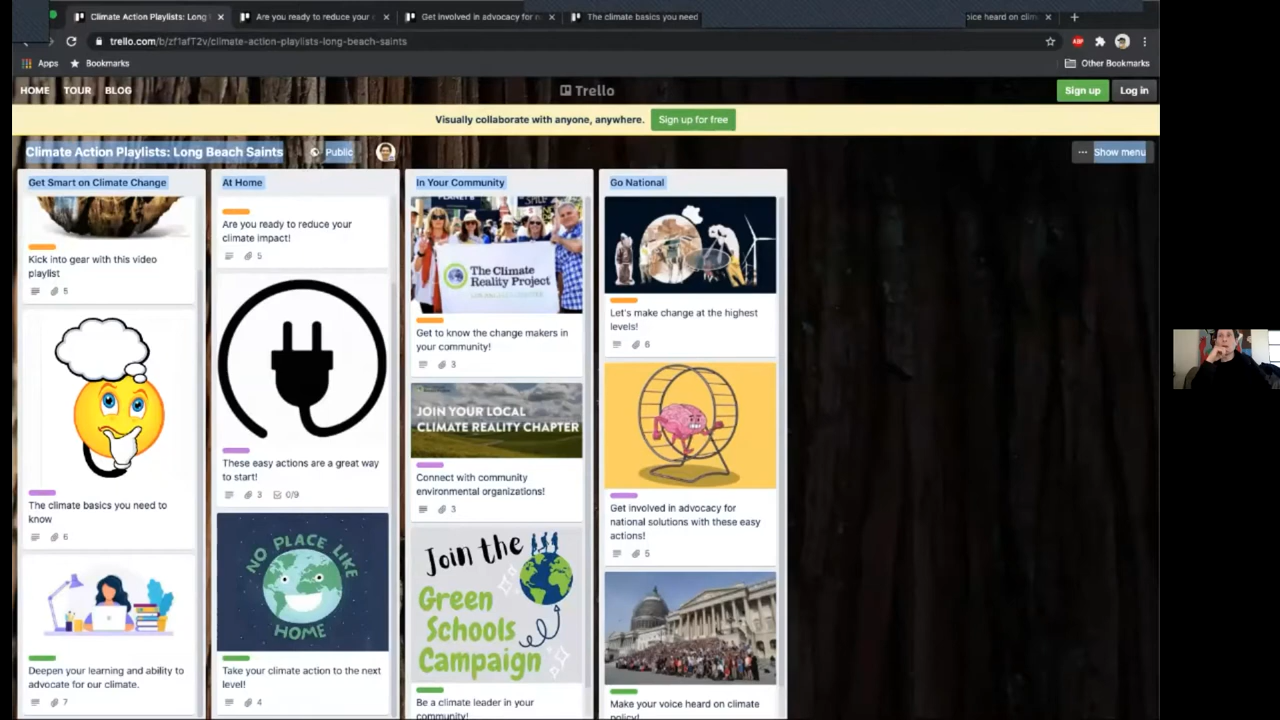 Climate Action Playlists: Long
Are you ready to reduce your
Get involved in advocacy for n
The climate basics you need
oice heard on clim
trello.com/b/zf1afT2v/climate-action-playlists-long-beach-saints
ABP
Apps
Bookmarks
Other Bookmarks
HOME
TOUR
BLOG
Trello
Sign up
Log in
Visually collaborate with anyone, anywhere.
Sign up for free
Climate Action Playlists: Long Beach Saints
Public
Show menu
Get Smart on Climate Change
Kick into gear with this video
playlist
5
The climate basics you need to
know
6
Deepen your learning and ability to
advocate for our climate.
7
At Home
Are you ready to reduce your
climate impact!
5
These easy actions are a great way
to start!
3
0/9
NO PLACE LIKE
HOME
Take your climate action to the next
level!
4
In Your Community
The Climate
Reality Project
Get to know the change makers in
your community!
3
JOIN YOUR LOCAL
CLIMATE REALITY CHAPTER
Connect with community
environmental organizations!
3
Join the
Green
Schools
Campaign
Be a climate leader in your
community!
Go National
Let's make change at the highest
levels!
6
Get involved in advocacy for
national solutions with these easy
actions!
5
Make your voice heard on climate
policy!